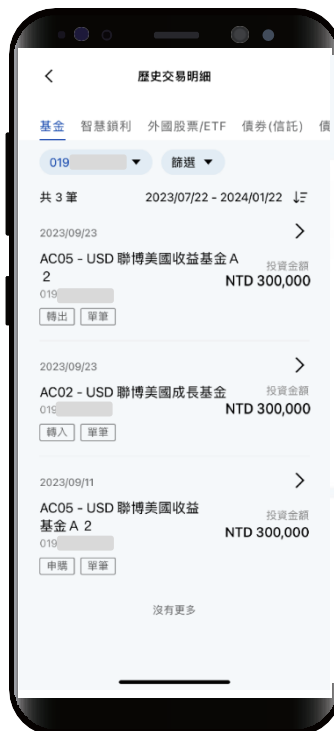 歷史交易明細
基金 智慧鎖利 外國股票/ETF 債券(信託) 債
019 篩選
共 3 筆 2023/07/22 - 2024/01/22
2023/09/23
AC05 - USD 聯博美國收益基金 A
2
投資金額
NTD 300,000
019
轉出 單筆
2023/09/23
AC02 - USD 聯博美國成長基金
投資金額
NTD 300,000
019
轉入 單筆
2023/09/11
AC05 - USD 聯博美國收益
基金 A 2
投資金額
NTD 300,000
019
申購 單筆
沒有更多